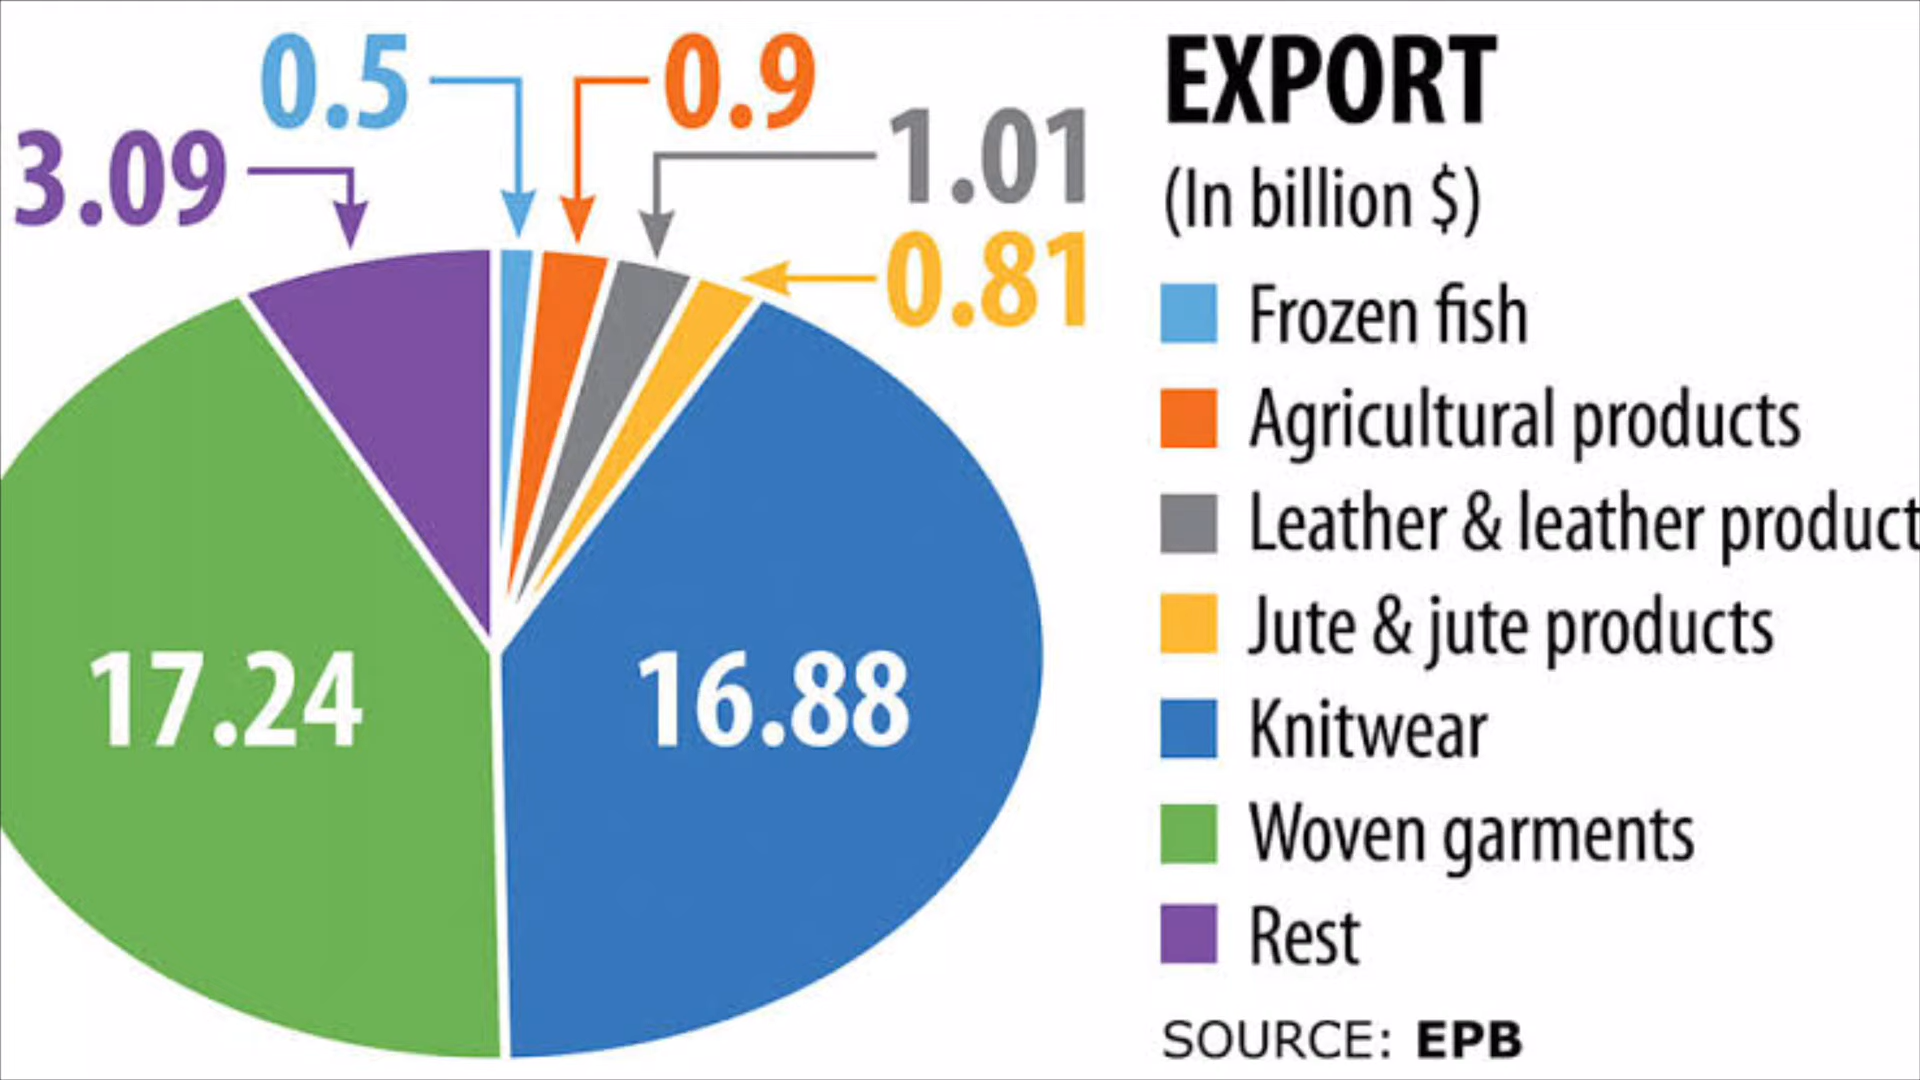 0.5
0.9
3.09
1.01
0.81
17.24
16.88
EXPORT
(In billion $)
Frozen fish
Agricultural products
Leather & leather product
Jute & jute products
Knitwear
Woven garments
Rest
SOURCE: EPB